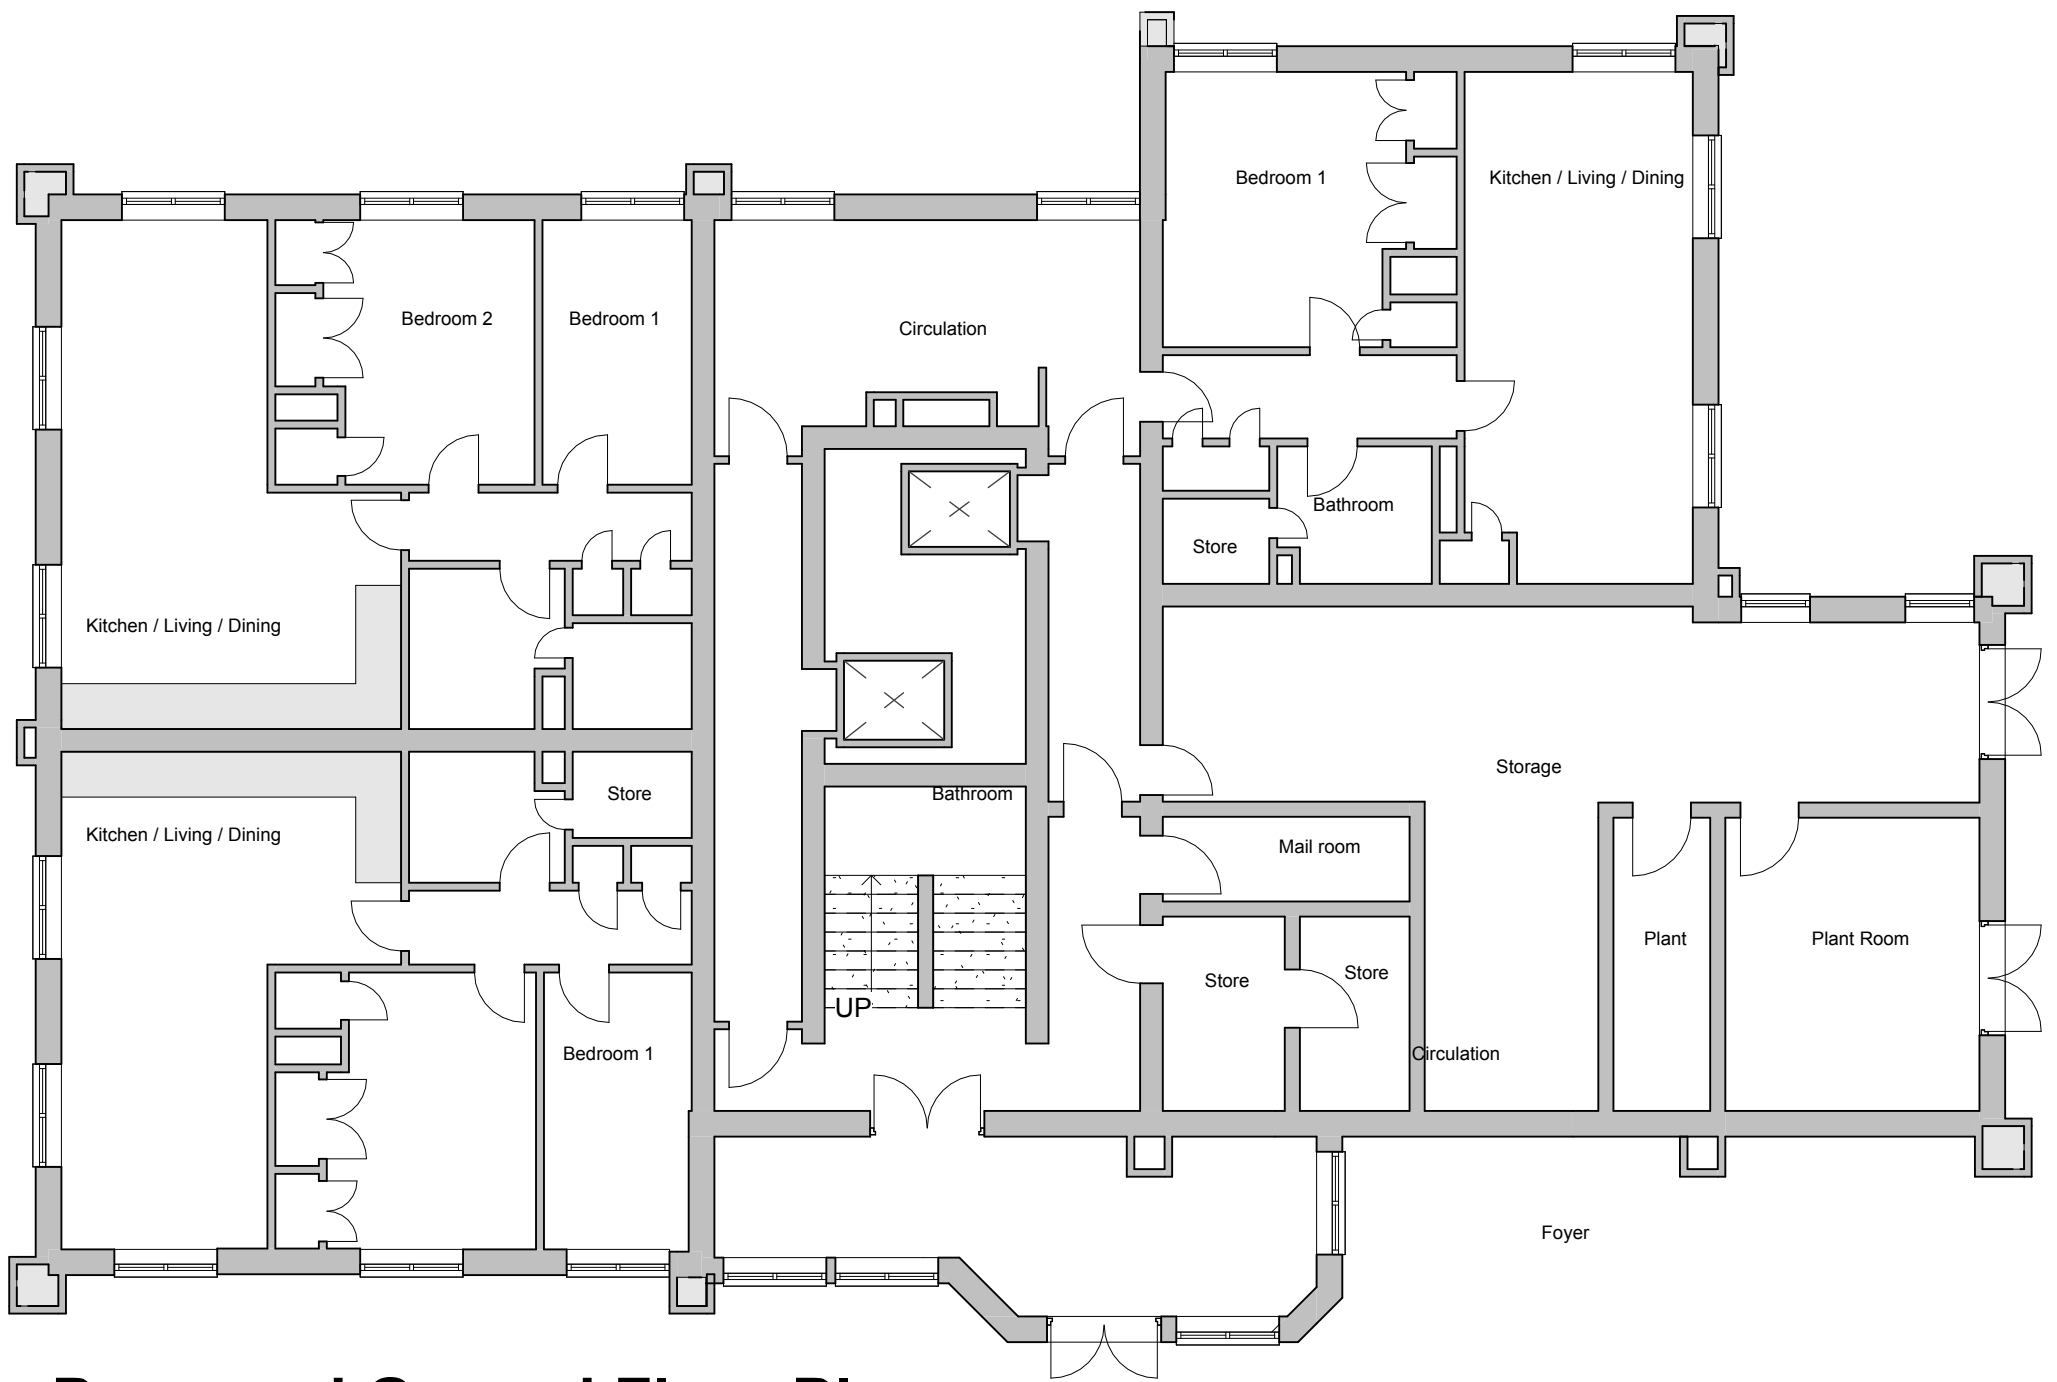 Bedroom 1
Kitchen / Living / Dining
Bedroom 2
Bedroom 1
Circulation
Bathroom
Store
Kitchen / Living / Dining
Storage
Store
Bathroom
Kitchen / Living / Dining
Mail room
Plant
Plant Room
Store
Store
UP
Bedroom 1
Circulation
Foyer